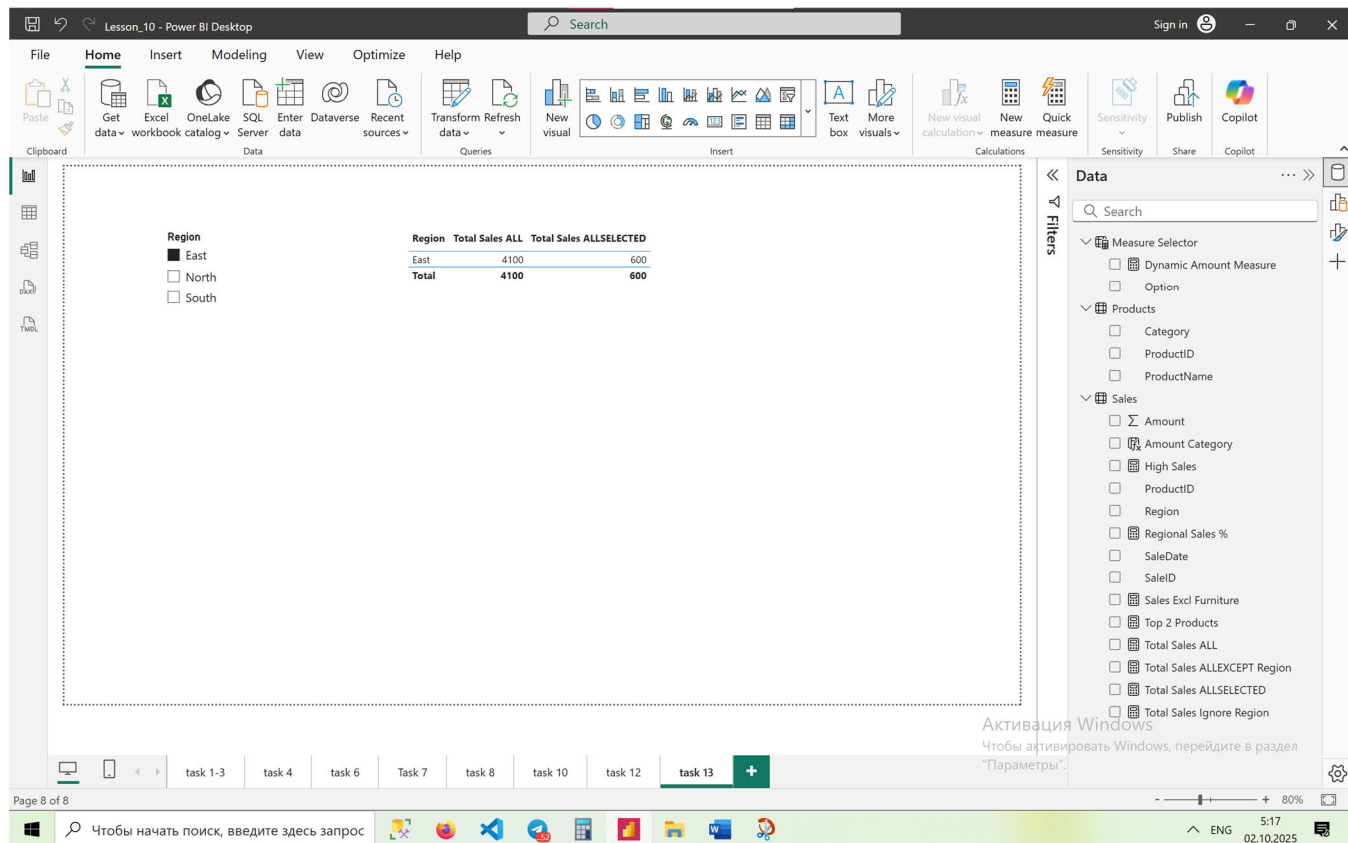 Lesson_10 - Power BI Desktop
Search
Sign in
File Home Insert Modeling View Optimize Help
Paste
Get data
Excel workbook
OneLake catalog
SQL Server
Enter data
Dataverse
Recent sources
Transform data
Refresh
New visual
Text box
More visuals
New visual calculation
New measure
Quick measure
Sensitivity
Publish
Copilot
Clipboard Data Queries Insert Calculations Sensitivity Share Copilot
DAX
TMDL
Region
East
North
South
Region Total Sales ALL Total Sales ALLSELECTED
East 4100 600
Total 4100 600
Filters
Data
Search
Measure Selector
Dynamic Amount Measure
Option
Products
Category
ProductID
ProductName
Sales
Amount
Amount Category
High Sales
ProductID
Region
Regional Sales %
SaleDate
SaleID
Sales Excl Furniture
Top 2 Products
Total Sales ALL
Total Sales ALLEXCEPT Region
Total Sales ALLSELECTED
Total Sales Ignore Region
Активация Windows
Чтобы активировать Windows, перейдите в раздел
"Параметры".
task 1-3 task 4 task 6 Task 7 task 8 task 10 task 12 task 13 +
Page 8 of 8
- + 80%
Чтобы начать поиск, введите здесь запрос
ENG
5:17
02.10.2025